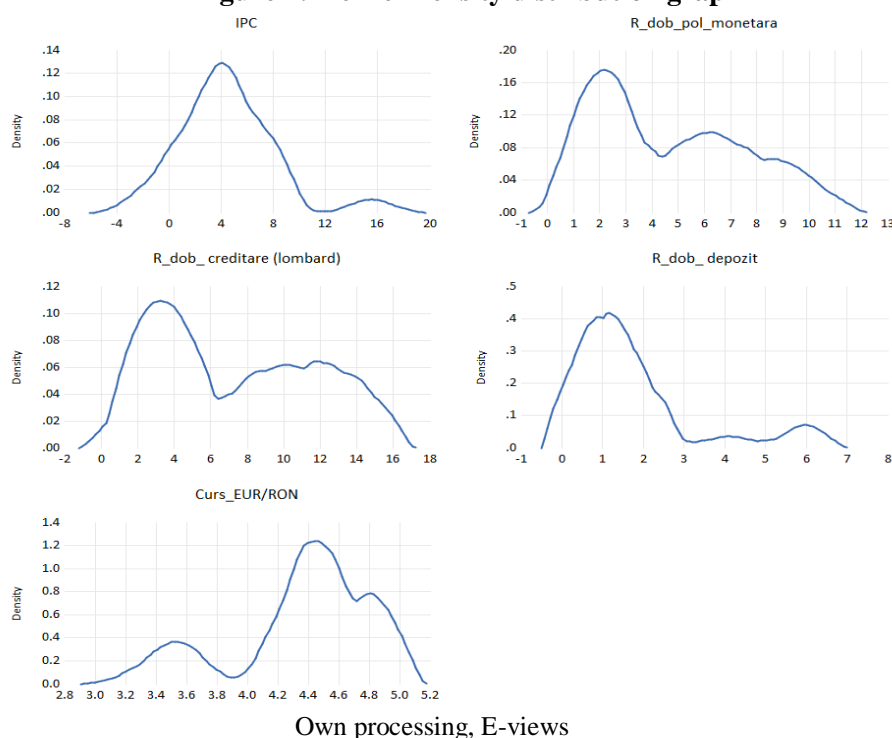 IPC
R_dob_pol_monetara
.14
.12
.10
.08
.06
.04
.02
.00
Density
-8 -4 0 4 8 12 16 20
.20
.16
.12
.08
.04
.00
Density
-1 0 1 2 3 4 5 6 7 8 9 10 11 12 13
R_dob_ creditare (lombard)
R_dob_ depozit
.12
.10
.08
.06
.04
.02
.00
Density
-2 0 2 4 6 8 10 12 14 16 18
.5
.4
.3
.2
.1
.0
Density
-1 0 1 2 3 4 5 6 7 8
Curs_EUR/RON
1.4
1.2
1.0
0.8
0.6
0.4
0.2
0.0
Density
2.8 3.0 3.2 3.4 3.6 3.8 4.0 4.2 4.4 4.6 4.8 5.0 5.2
Own processing, E-views